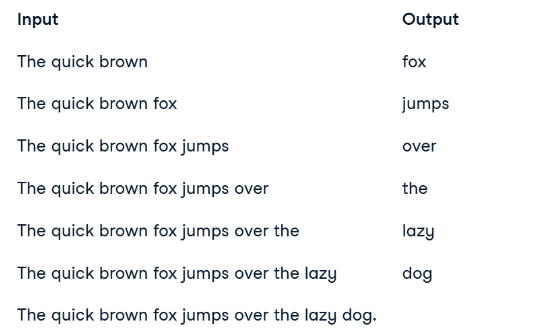 Input Output
The quick brown fox
The quick brown fox jumps
The quick brown fox jumps over
The quick brown fox jumps over the
The quick brown fox jumps over the lazy
The quick brown fox jumps over the lazy dog
The quick brown fox jumps over the lazy dog.